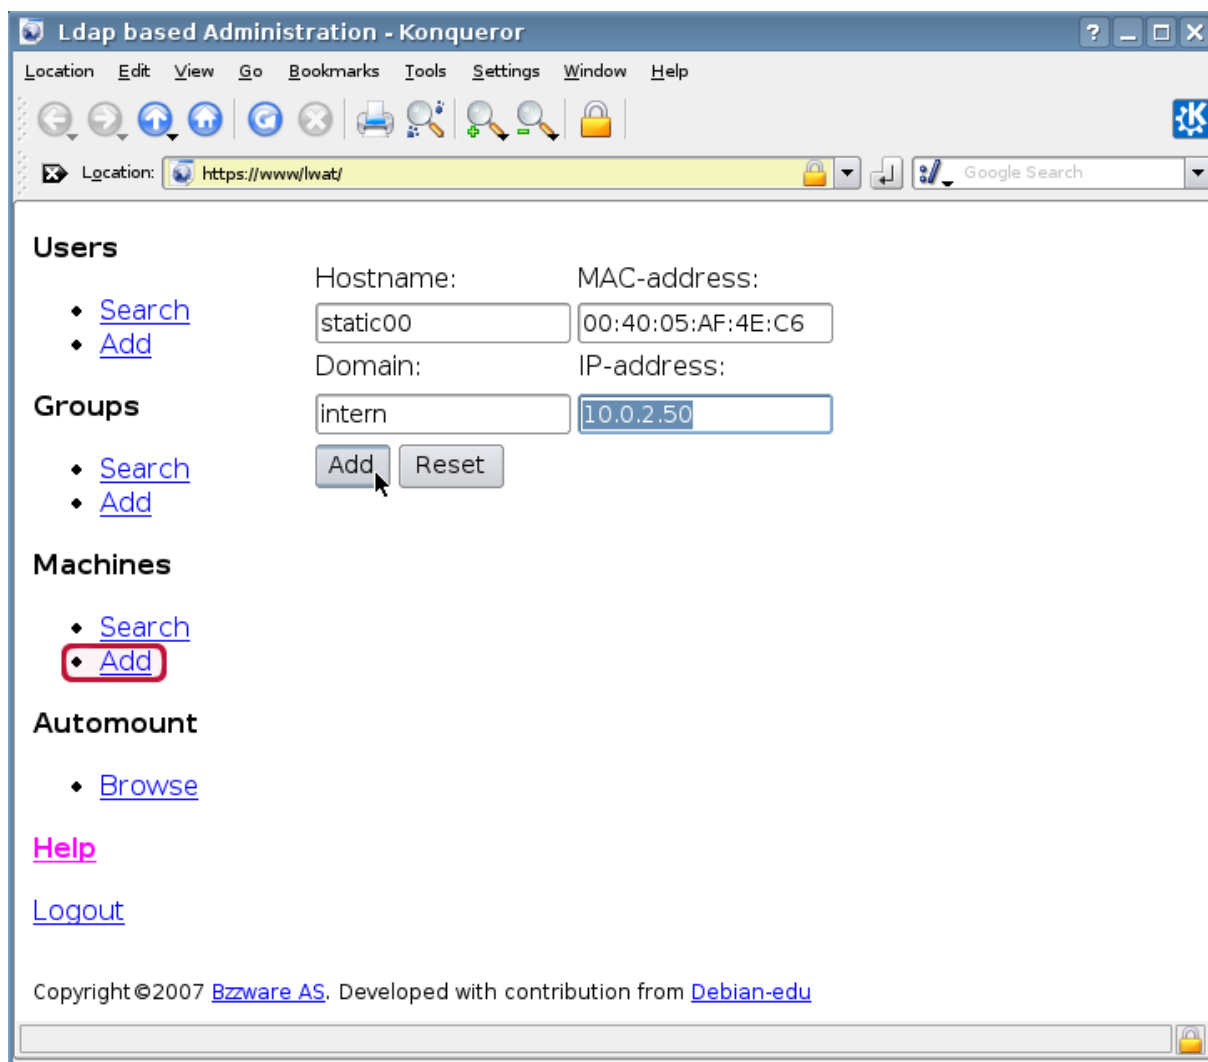 Ldap based Administration - Konqueror
Location Edit View Go Bookmarks Tools Settings Window Help
Location: https://www/lwat/ Google Search
Users
Search
Add
Groups
Search
Add
Machines
Search
Add
Automount
Browse
Help
Logout
Hostname: MAC-address:
static00 00:40:05:AF:4E:C6
Domain: IP-address:
intern 10.0.2.50
Add Reset
Copyright©2007 Bzzware AS. Developed with contribution from Debian-edu